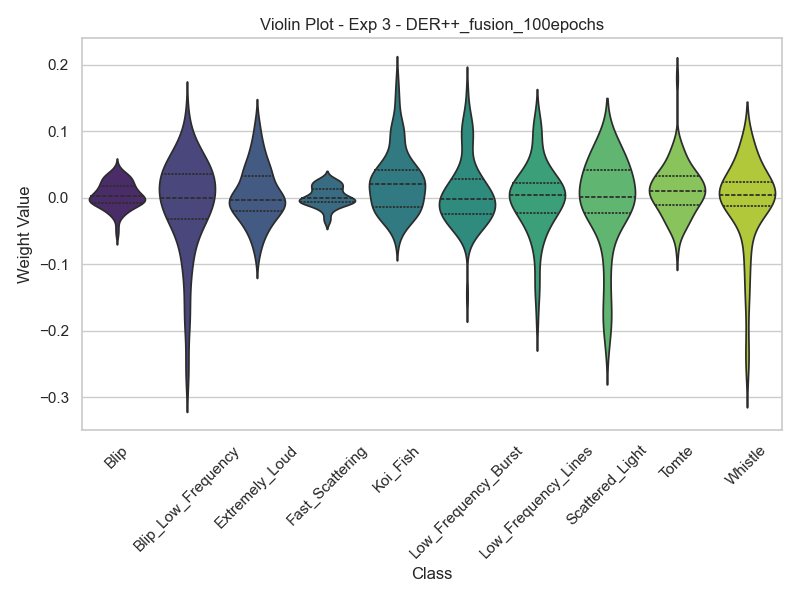 Violin Plot - Exp 3 - DER++_fusion_100epochs
0.2
0.1
0.0
−0.1
−0.2
−0.3
Weight Value
Blip
Blip_Low_Frequency
Extremely_Loud
Fast_Scattering
Koi_Fish
Low_Frequency_Burst
Low_Frequency_Lines
Scattered_Light
Tomte
Whistle
Class